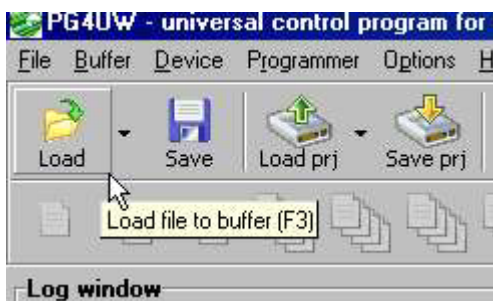 PG4UW - universal control program for
File Buffer Device Programmer Options H
Load Save Load prj Save prj
Load file to buffer (F3)
Log window